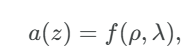 a(z) = f(ρ, λ),